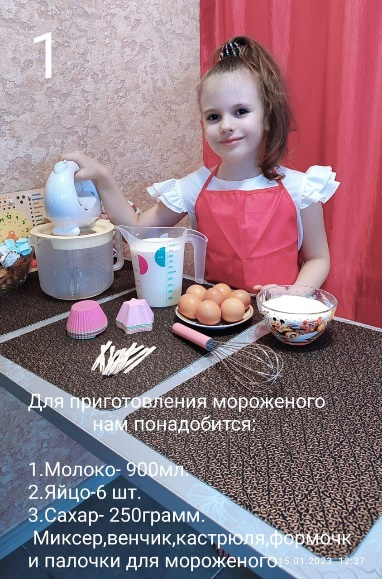 1
Для приготовления мороженого
нам понадобится:
1.Молоко- 900мл.
2.Яйцо-6 шт.
3.Сахар- 250грамм.
Миксер,венчик,кастрюля,формочк
и палочки для мороженого
15.01.2023 12:37